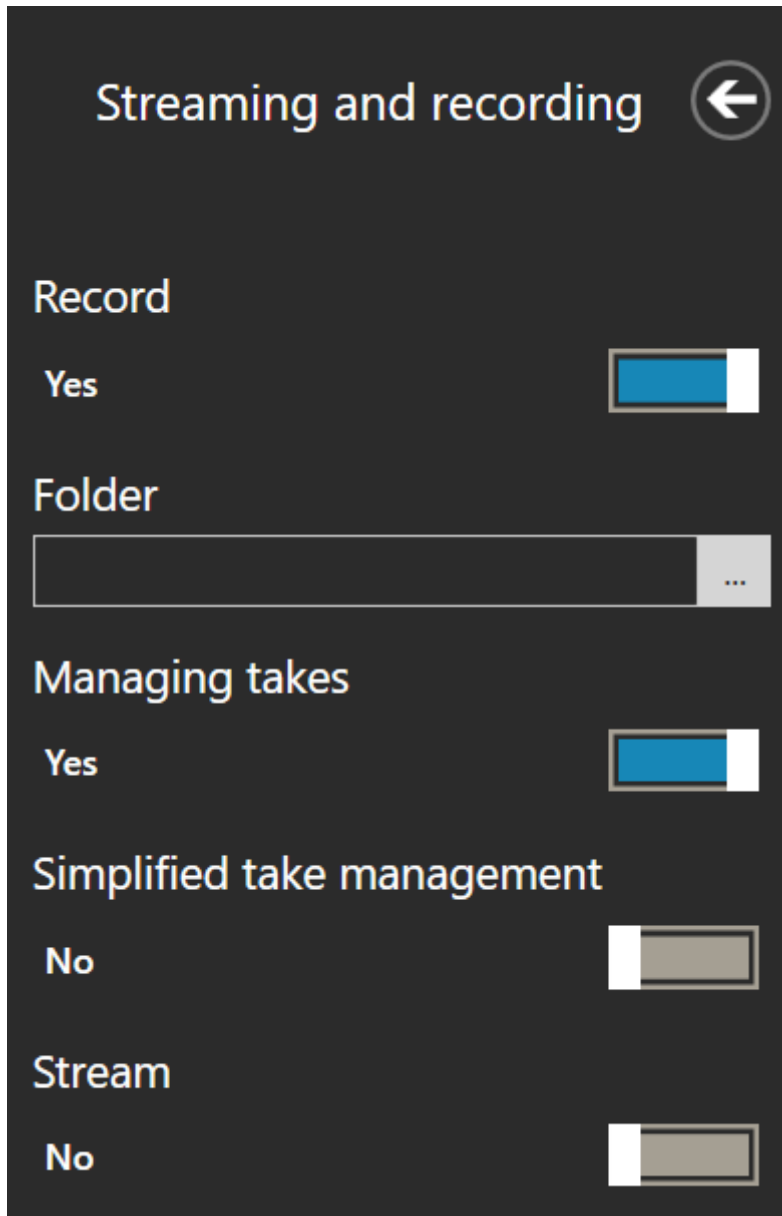 Streaming and recording
Record
Yes
Folder
...
Managing takes
Yes
Simplified take management
No
Stream
No